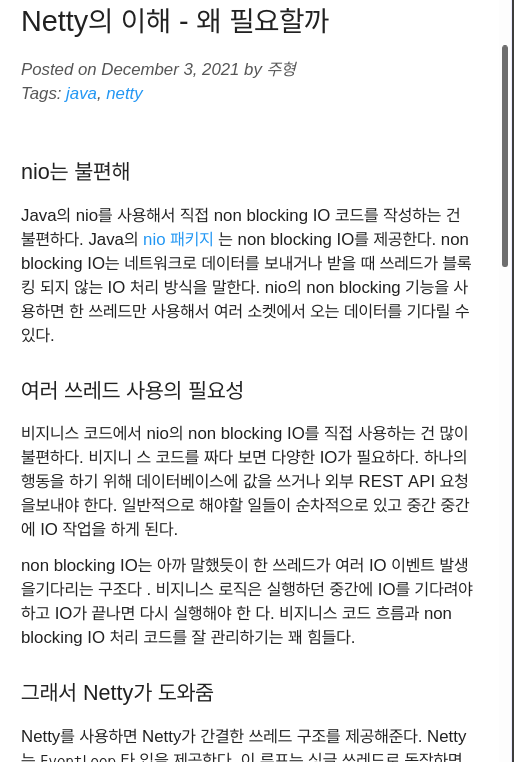 Netty의 이해 - 왜 필요할까
Posted on December 3, 2021 by 주형
Tags: java, netty
nio는 불편해
Java의 nio를 사용해서 직접 non blocking IO 코드를 작성하는 건
불편하다. Java의 nio 패키지 는 non blocking IO를 제공한다. non
blocking IO는 네트워크로 데이터를 보내거나 받을 때 쓰레드가 블록
킹 되지 않는 IO 처리 방식을 말한다. nio의 non blocking 기능을 사
용하면 한 쓰레드만 사용해서 여러 소켓에서 오는 데이터를 기다릴 수
있다.
여러 쓰레드 사용의 필요성
비지니스 코드에서 nio의 non blocking IO를 직접 사용하는 건 많이
불편하다. 비지니 스 코드를 짜다 보면 다양한 IO가 필요하다. 하나의
행동을 하기 위해 데이터베이스에 값을 쓰거나 외부 REST API 요청
을보내야 한다. 일반적으로 해야할 일들이 순차적으로 있고 중간 중간
에 IO 작업을 하게 된다.
non blocking IO는 아까 말했듯이 한 쓰레드가 여러 IO 이벤트 발생
을기다리는 구조다 . 비지니스 로직은 실행하던 중간에 IO를 기다려야
하고 IO가 끝나면 다시 실행해야 한 다. 비지니스 코드 흐름과 non
blocking IO 처리 코드를 잘 관리하기는 꽤 힘들다.
그래서 Netty가 도와줌
Netty를 사용하면 Netty가 간결한 쓰레드 구조를 제공해준다. Netty
는 EventLoop 타 입을 제공한다. 이 루프는 싱글 쓰레드로 동작하며